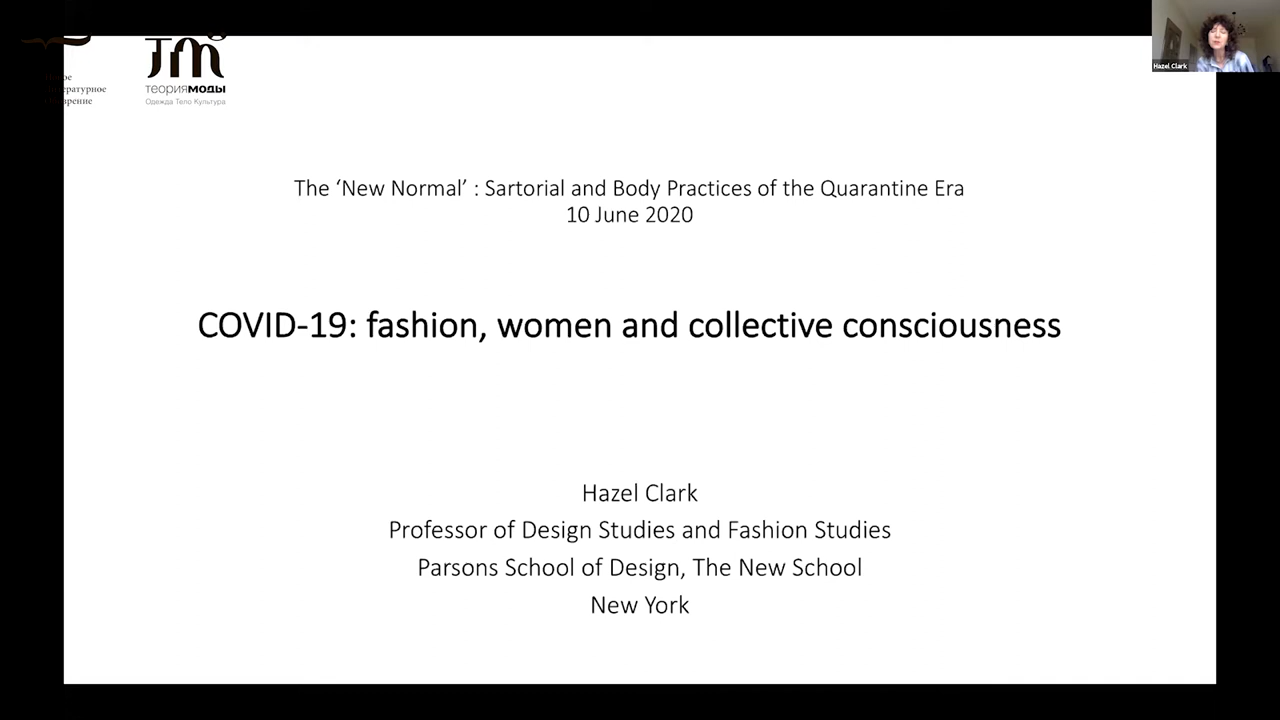 теорияМОДЫ
Одежда Тело Культура
Hazel Clark
The ‘New Normal’ : Sartorial and Body Practices of the Quarantine Era
10 June 2020
COVID-19: fashion, women and collective consciousness
Hazel Clark
Professor of Design Studies and Fashion Studies
Parsons School of Design, The New School
New York